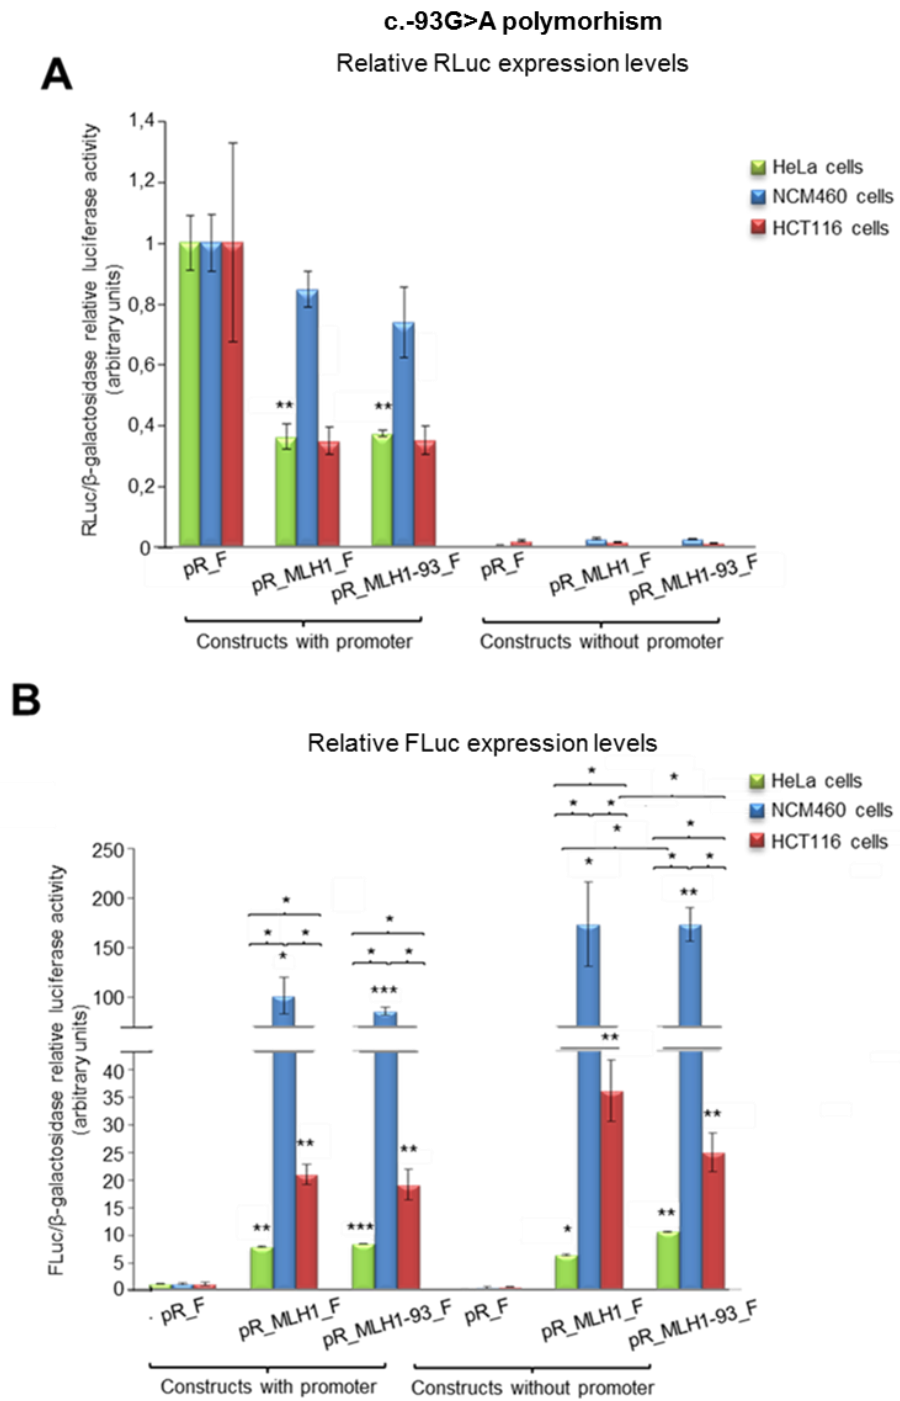 c.-93G>A polymorhism
Relative RLuc expression levels
A
RLuc/β-galactosidase relative luciferase activity
(arbitrary units)
1,4
1,2
1
0,8
0,6
0,4
0,2
0
HeLa cells
NCM460 cells
HCT116 cells
**
**
pR_F
pR_MLH1_F
pR_MLH1-93_F
pR_F
pR_MLH1_F
pR_MLH1-93_F
Constructs with promoter
Constructs without promoter
B
Relative FLuc expression levels
FLuc/β-galactosidase relative luciferase activity
(arbitrary units)
250
200
150
100
40
35
30
25
20
15
10
5
0
HeLa cells
NCM460 cells
HCT116 cells
* *
* *
*
*
* * *
* * * *
* * * *
* *** * **
** **
** **
** *** * **
pR_F
pR_MLH1_F
pR_MLH1-93_F
pR_F
pR_MLH1_F
pR_MLH1-93_F
Constructs with promoter
Constructs without promoter